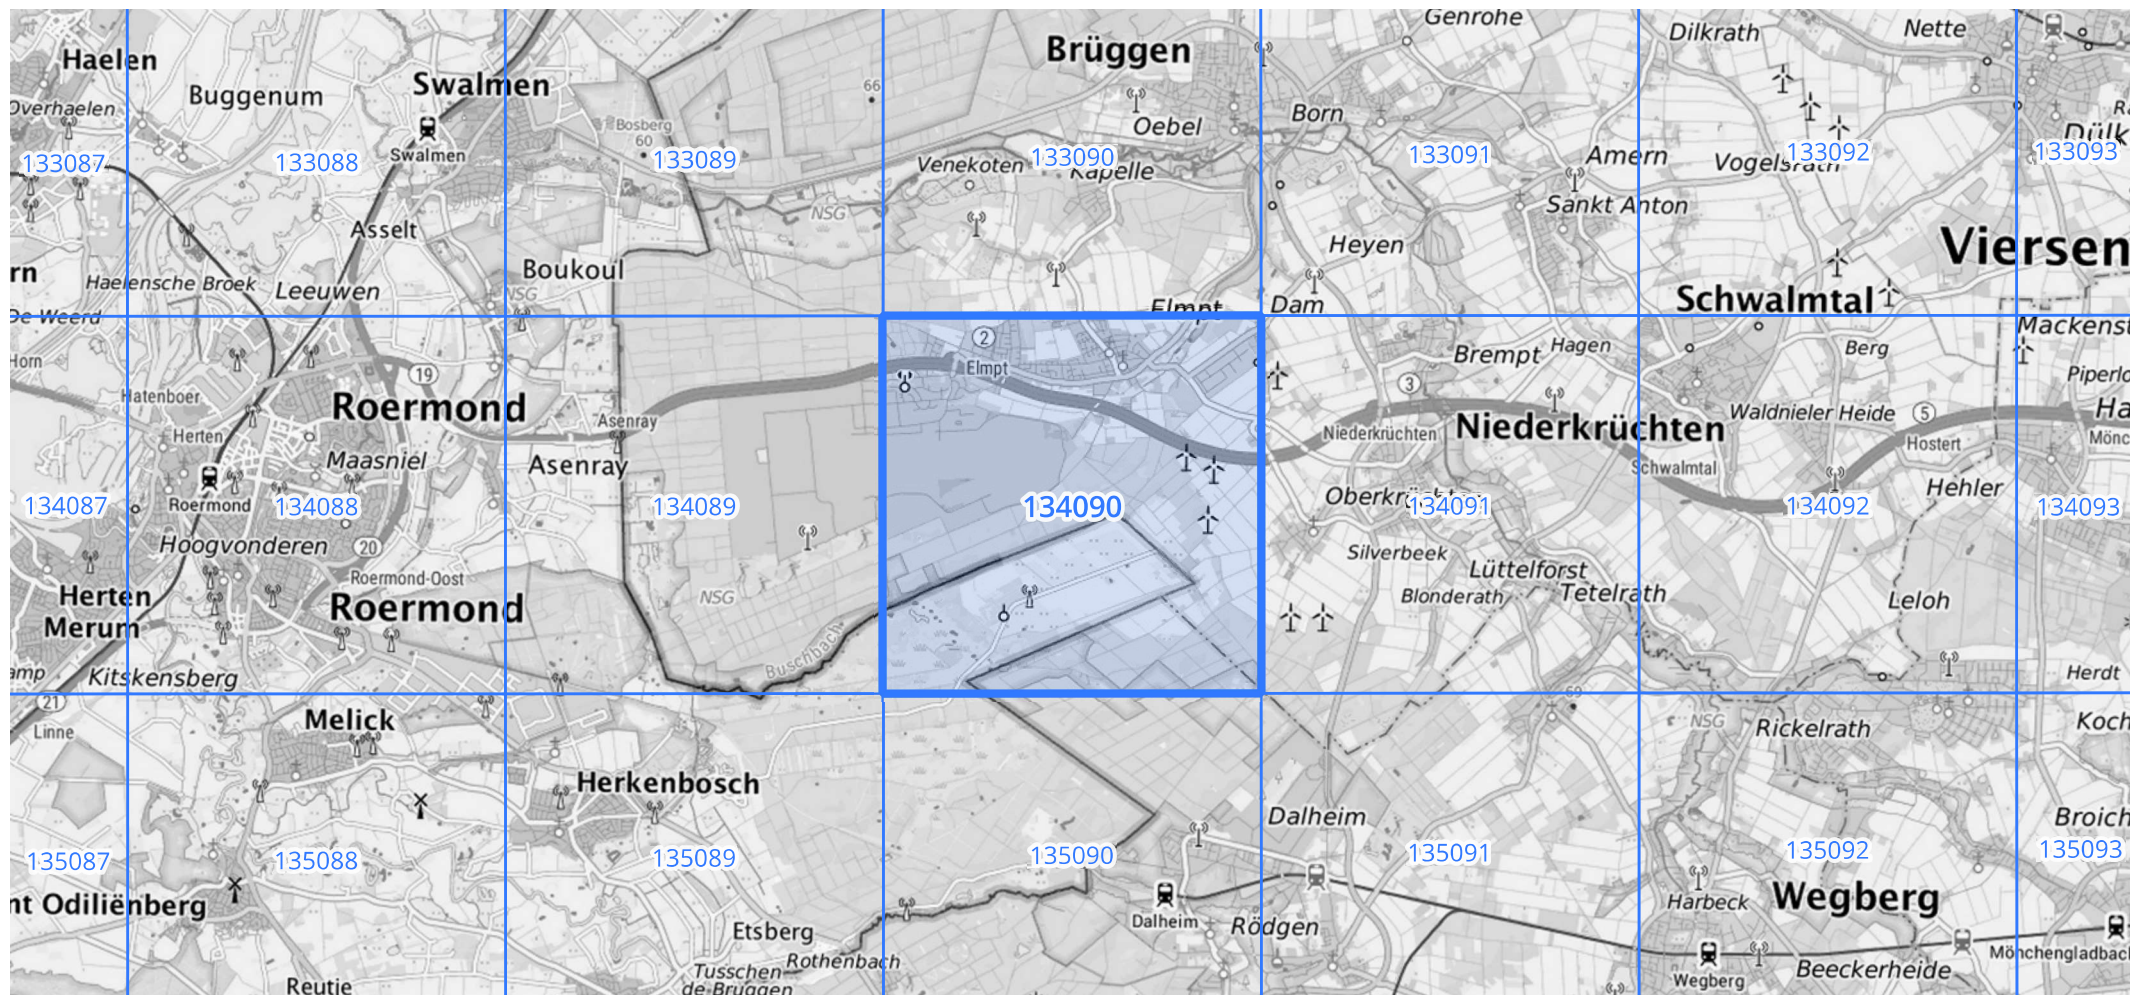 Genrohe
Dilkrath
Nette
Haelen
Brüggen
Swalmen
Buggenum
66
Overhaelen
Bosberg
60
Oebel
Born
Swalmen
133087
133088
133089
Venekoten
133090
Kapelle
133091
Amern
Vogelsrath
133092
133093
Asselt
NSG
Sankt Anton
Heyen
Viersen
rn
Haelensche Broek
Leeuwen
Boukoul
NSG
Dam
Schwalmtal
De Weerd
Elmpt
Mackenst
Horn
2
Brempt
Hagen
Berg
19
Elmpt
3
Piperlo
Hatenboer
Roermond
Asenray
Waldnieler Heide
5
Ha
Herten
Niederkrüchten
Niederkrüchten
Hostert
Mönc
Maasniel
Asenray
Schwalmtal
Roermond
Oberkrüchten
Hehler
134087
134088
134089
134090
134091
134092
134093
Hoogvonderen
20
Silverbeek
Roermond-Oost
Lüttelforst
Herten
Roermond
NSG
Blonderath
Tetelrath
Leloh
Merum
Buschbach
amp
Kitskensberg
Herdt
21
Linne
Melick
NSG
Rickelrath
Koch
Herkenbosch
Dalheim
Broich
135087
135088
135089
135090
135091
135092
135093
nt Odiliënberg
Etsberg
Dalheim
Rödgen
Harbeck
Wegberg
Rothenbach
Mönchengladbach
Tusschen
de Bruggen
Wegberg
Beeckerheide
Reutje